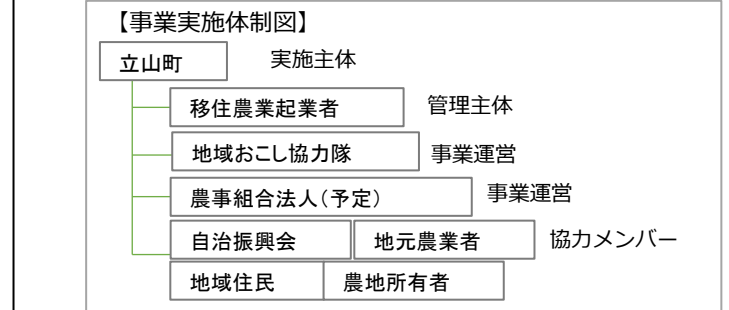 【事業実施体制図】
立山町 実施主体
移住農業起業者 管理主体
地域おこし協力隊 事業運営
農事組合法人(予定) 事業運営
自治振興会 地元農業者 協力メンバー
地域住民 農地所有者